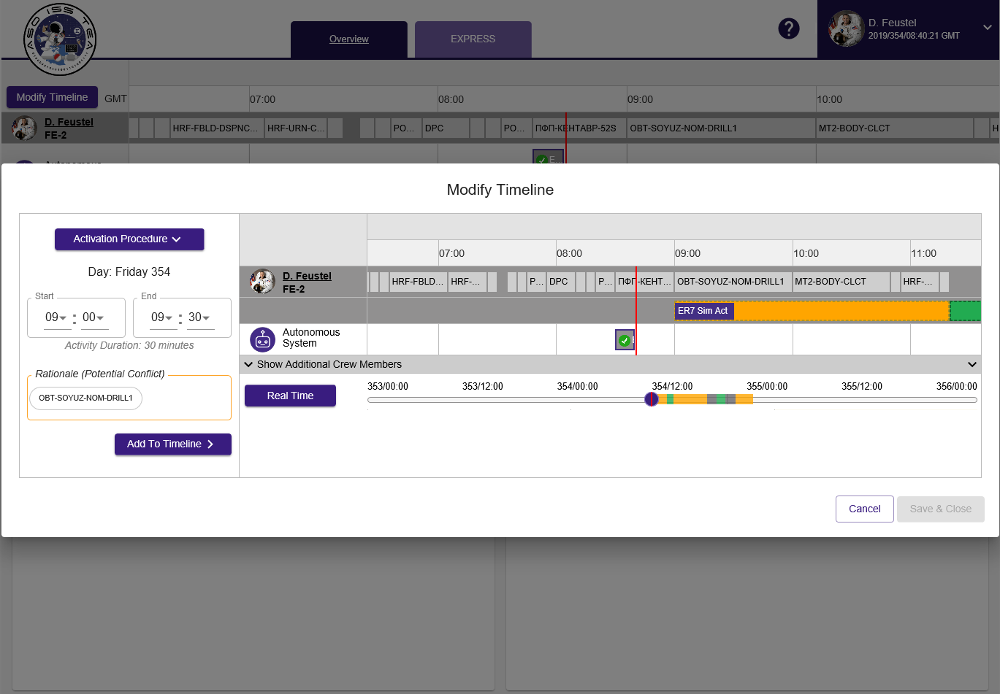 ASO ISS TEA
Overview
EXPRESS
?
D. Feustel
2019/354/08:40:21 GMT
Modify Timeline
GMT
07:00
08:00
09:00
10:00
D. Feustel
FE-2
HRF-FBLD-DSPNC...
HRF-URN-C...
PO...
DPC
PO...
ПФП-КЕНТАВР-52S
OBT-SOYUZ-NOM-DRILL1
MT2-BODY-CLCT
H
Autonomous
E...
Modify Timeline
Activation Procedure
Day: Friday 354
Start
09
:
00
End
09
:
30
Activity Duration: 30 minutes
Rationale (Potential Conflict)
OBT-SOYUZ-NOM-DRILL1
Add To Timeline
07:00
08:00
09:00
10:00
11:00
D. Feustel
FE-2
HRF-FBLD...
HRF-...
P...
DPC
P...
ПФП-КЕНТ...
OBT-SOYUZ-NOM-DRILL1
MT2-BODY-CLCT
HRF-...
ER7 Sim Act
Autonomous
System
Show Additional Crew Members
Real Time
353/00:00
353/12:00
354/00:00
354/12:00
355/00:00
355/12:00
356/00:00
Cancel
Save & Close